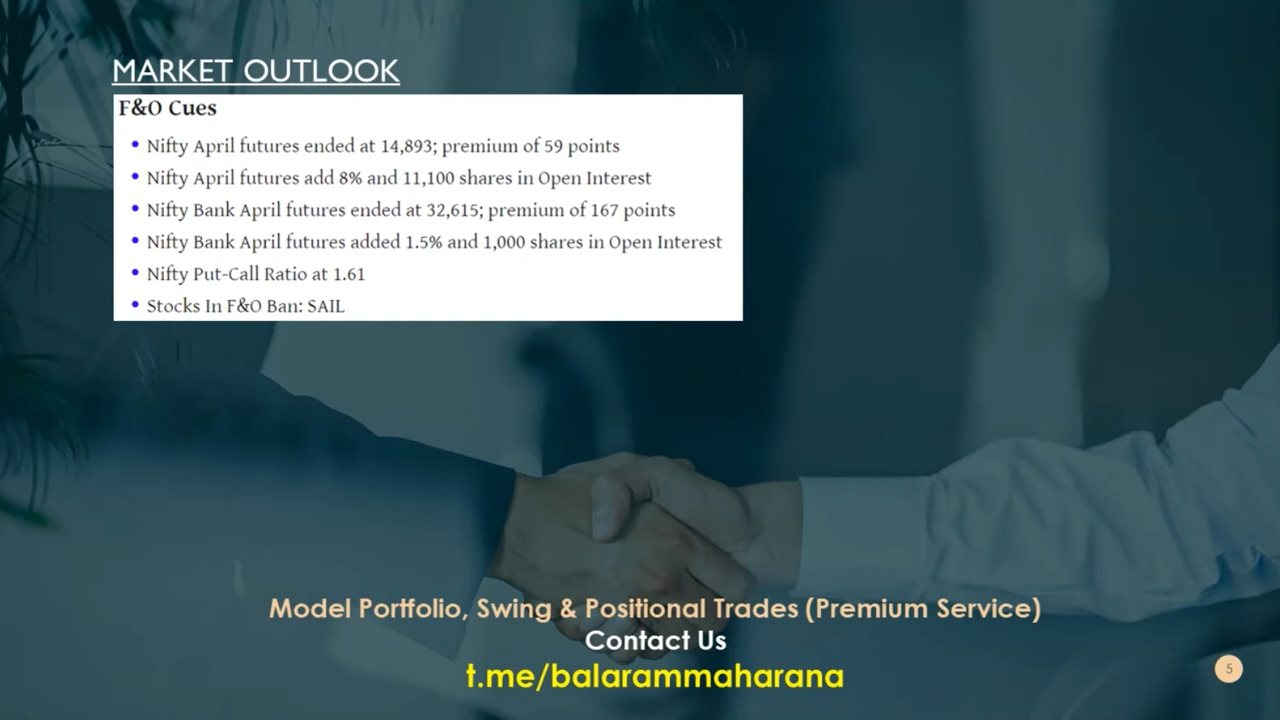 MARKET OUTLOOK
F&O Cues
• Nifty April futures ended at 14,893; premium of 59 points
• Nifty April futures add 8% and 11,100 shares in Open Interest
• Nifty Bank April futures ended at 32,615; premium of 167 points
• Nifty Bank April futures added 1.5% and 1,000 shares in Open Interest
• Nifty Put-Call Ratio at 1.61
• Stocks In F&O Ban: SAIL
Model Portfolio, Swing & Positional Trades (Premium Service)
Contact Us
t.me/balarammaharana
5